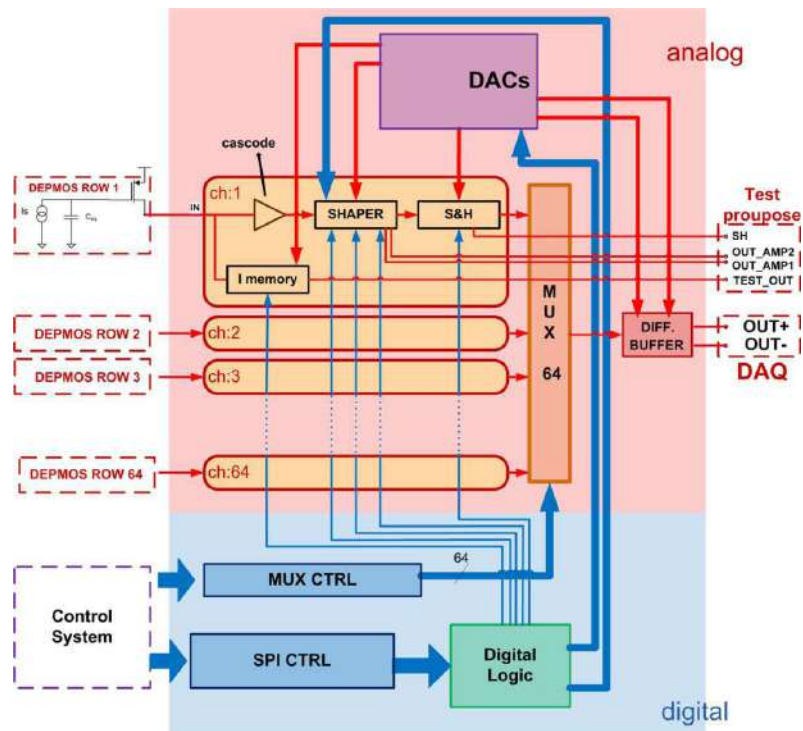 analog
DACs
cascode
DEPMOS ROW 1
ch:1
IN
SHAPER
S&H
I memory
Test
proupose
SH
OUT_AMP2
OUT_AMP1
TEST_OUT
M
U
X
64
DEPMOS ROW 2
ch:2
DIFF.
BUFFER
OUT+
OUT-
DAQ
DEPMOS ROW 3
ch:3
DEPMOS ROW 64
ch:64
64
MUX CTRL
Control
System
SPI CTRL
Digital
Logic
digital